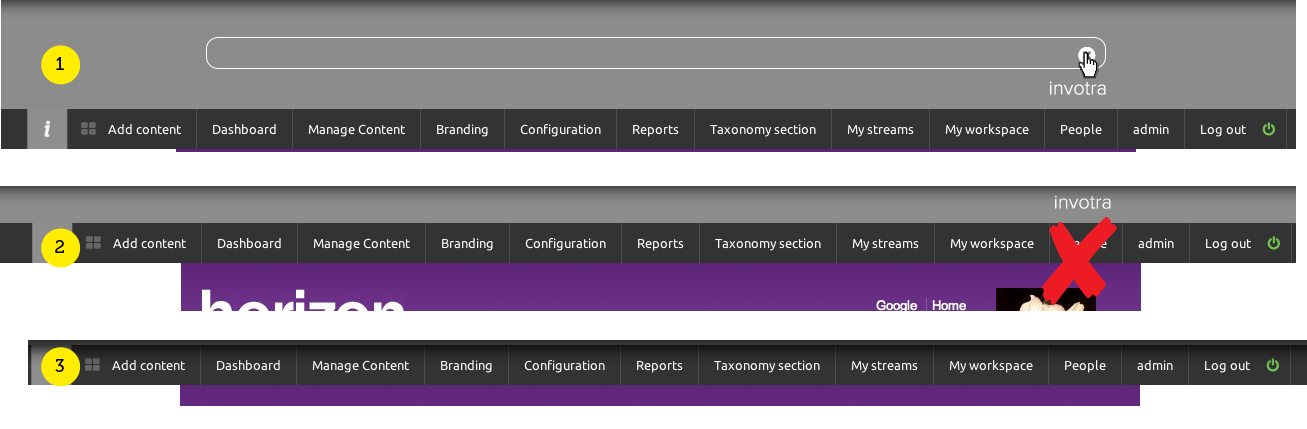 1
invotra
i Add content Dashboard Manage Content Branding Configuration Reports Taxonomy section My streams My workspace People admin Log out
invotra
2 Add content Dashboard Manage Content Branding Configuration Reports Taxonomy section My streams My workspace People admin Log out
horizon Google Home
3 Add content Dashboard Manage Content Branding Configuration Reports Taxonomy section My streams My workspace People admin Log out